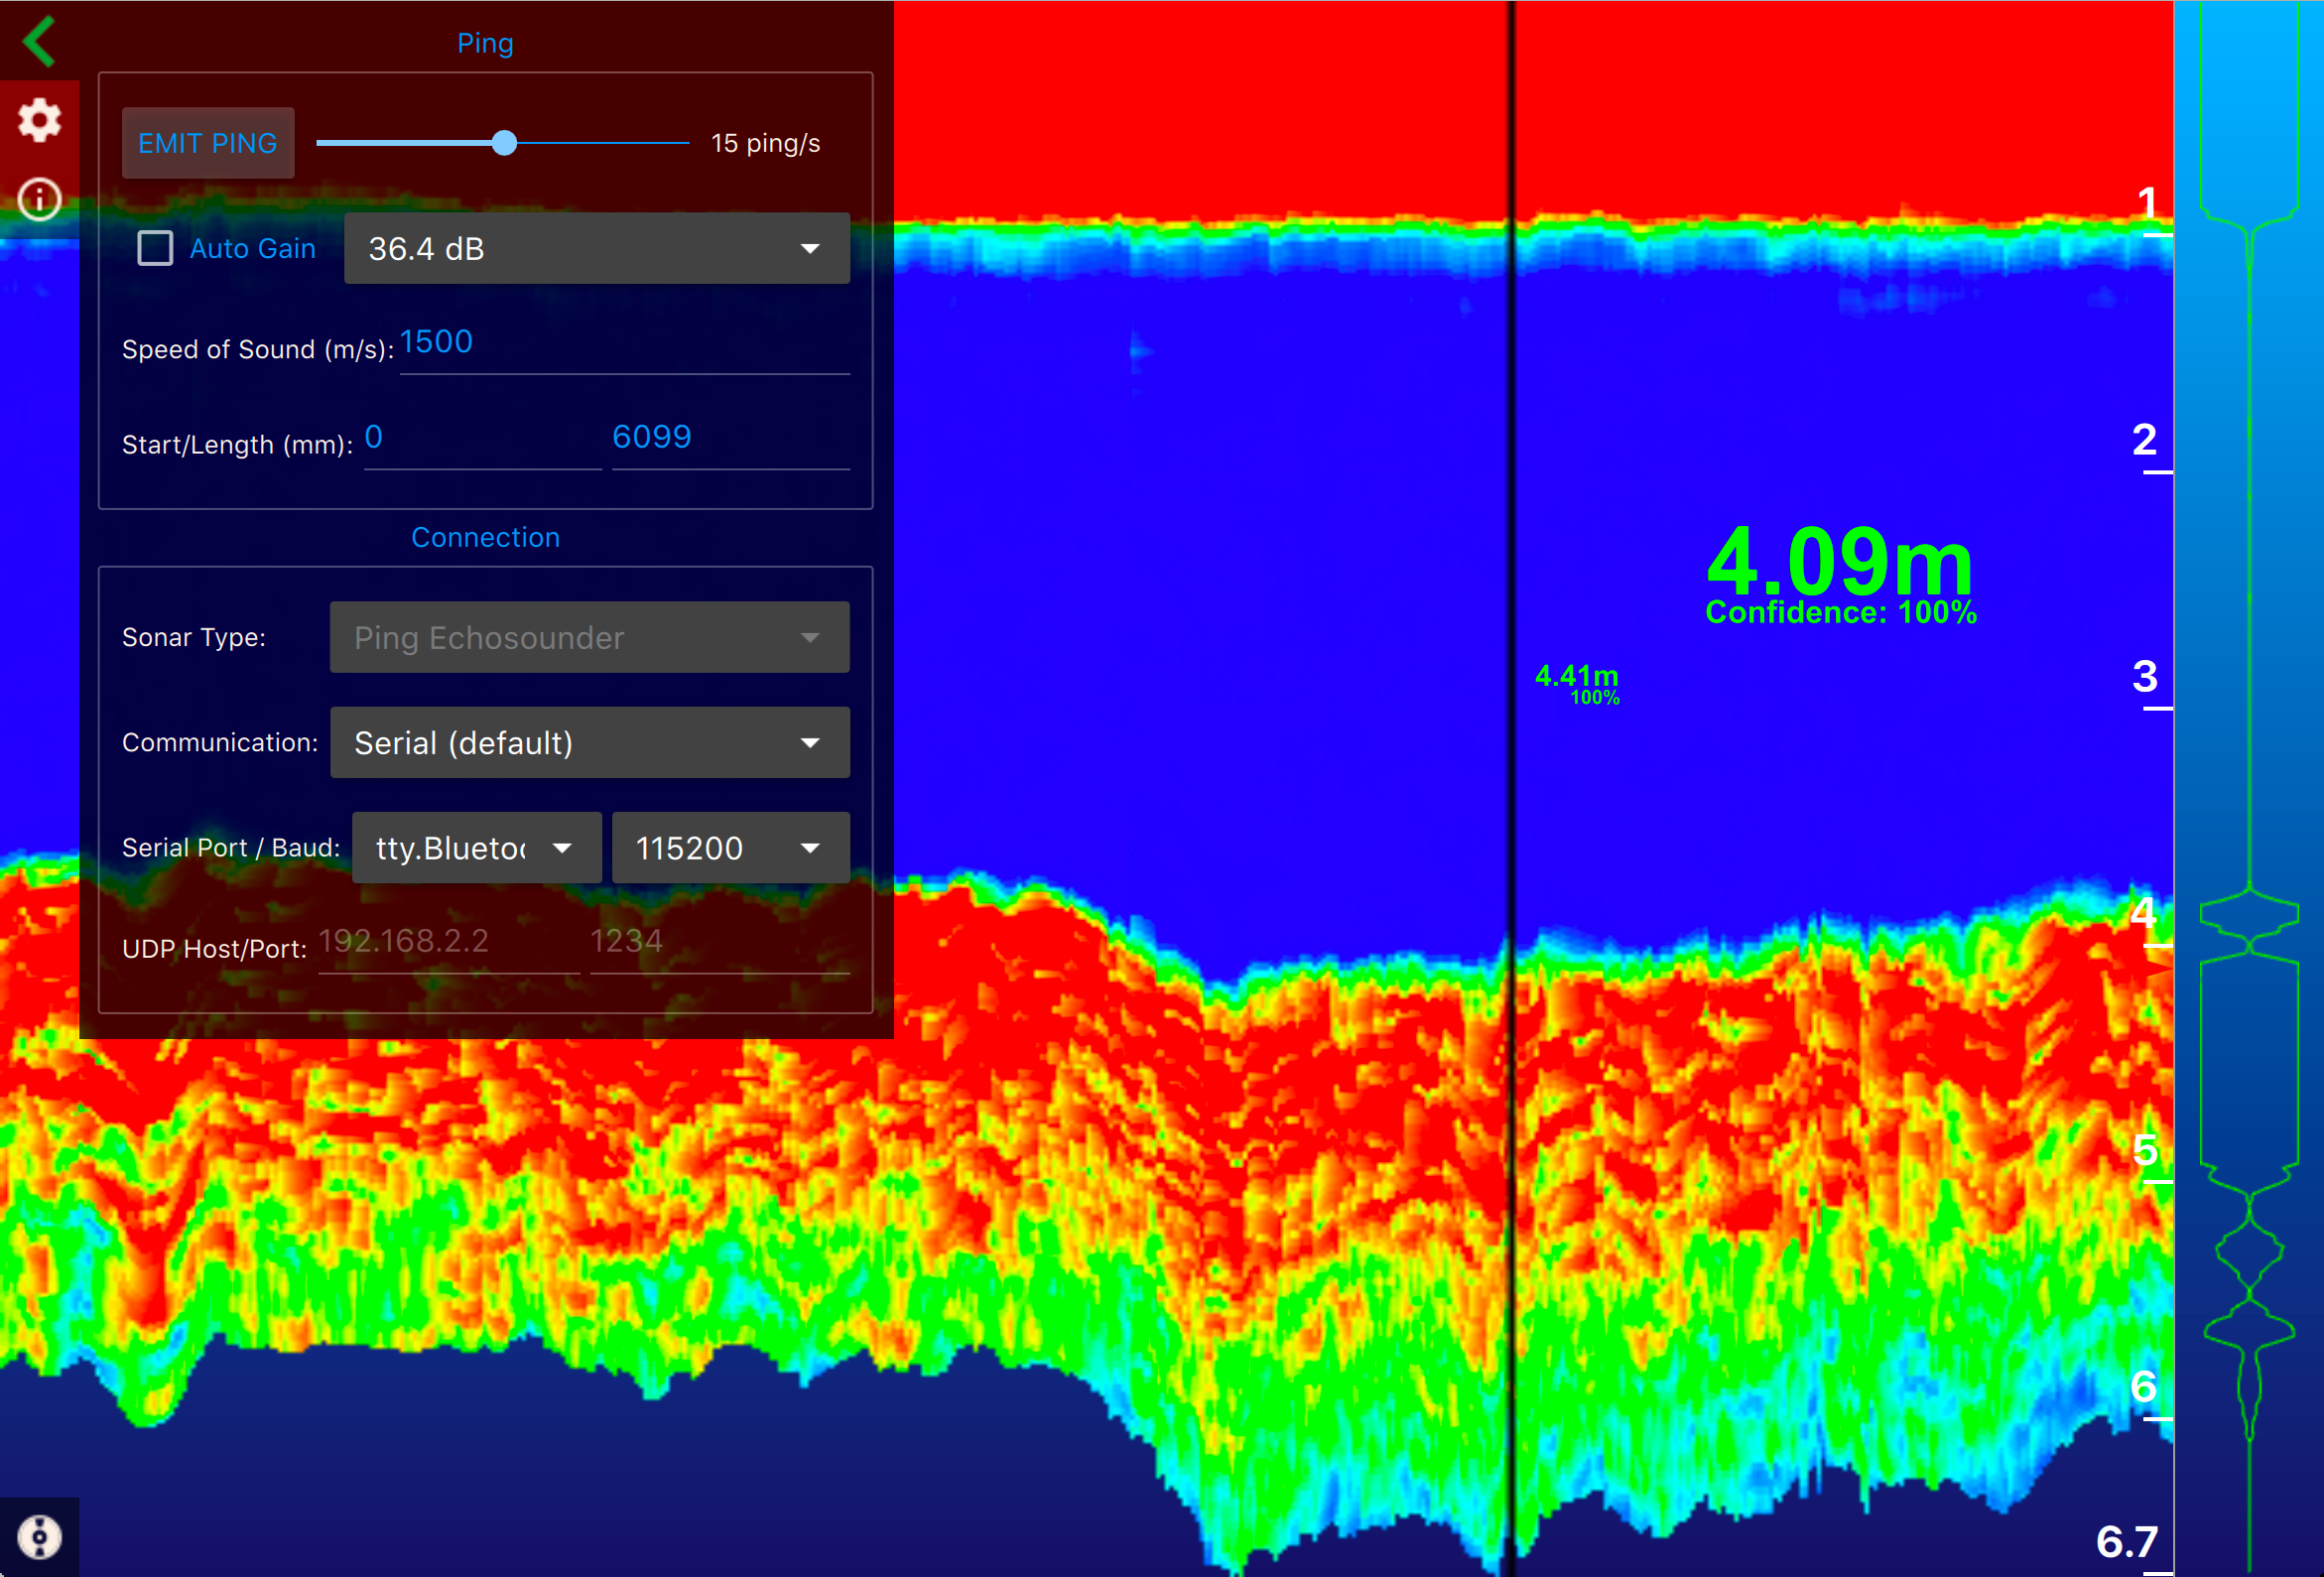 Ping
EMIT PING 15 ping/s
Auto Gain 36.4 dB
Speed of Sound (m/s): 1500
Start/Length (mm): 0 6099
Connection
Sonar Type: Ping Echosounder
Communication: Serial (default)
Serial Port / Baud: 115200
UDP Host/Port: 192.168.2.2 1234
4.09m
Confidence: 100%
4.41m
100%
1
2
3
4
5
6
6.7